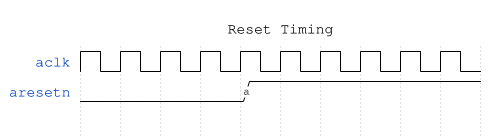 Reset Timing
aclk
aresetn
a